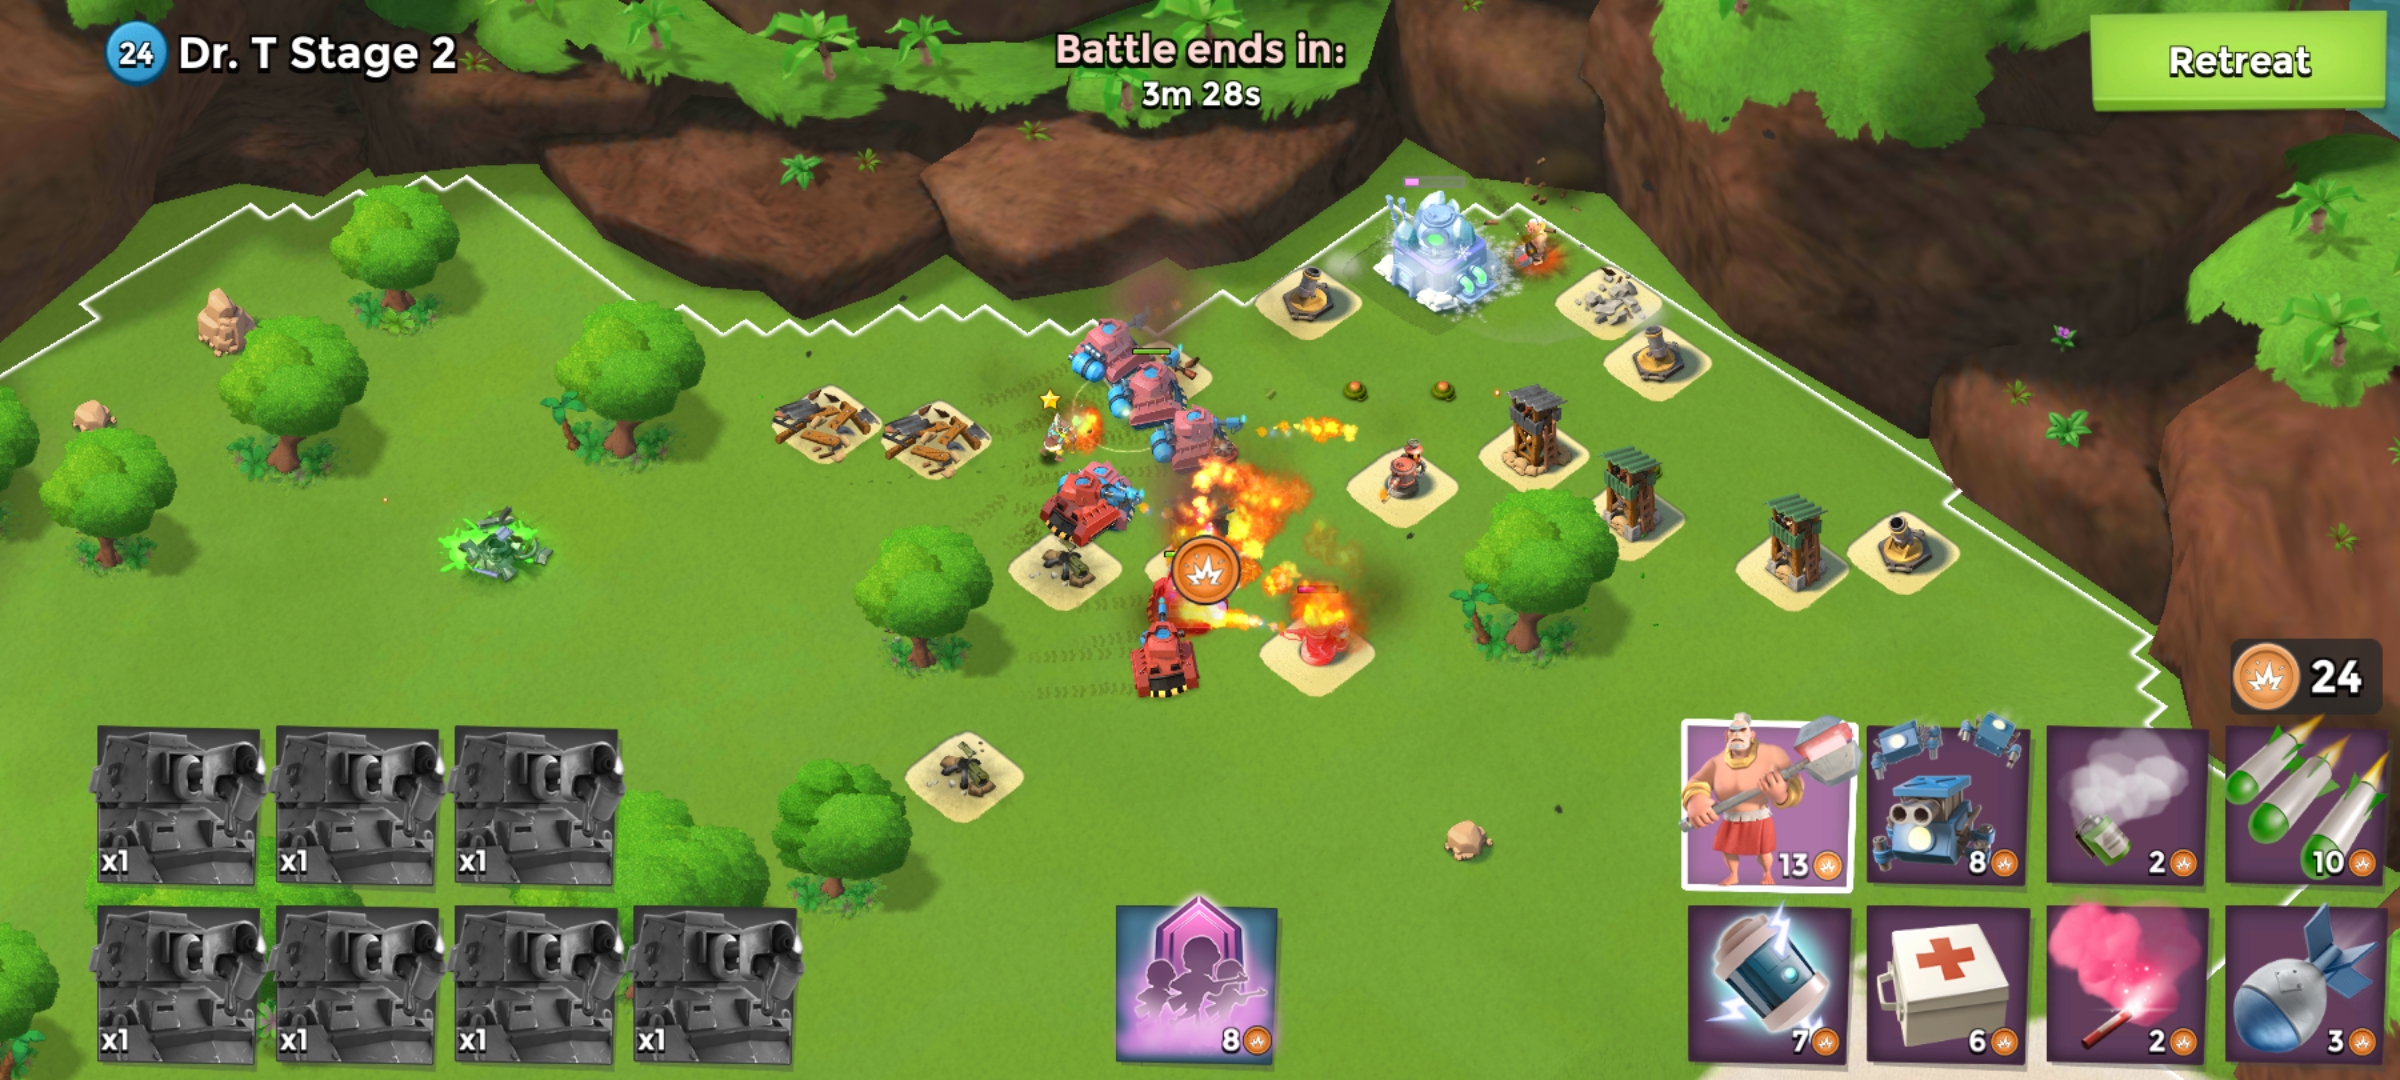 24 Dr. T Stage 2
Battle ends in:
3m 28s
Retreat
24
x1 x1 x1
13 8 2 10
x1 x1 x1 x1
8
7 6 2 3